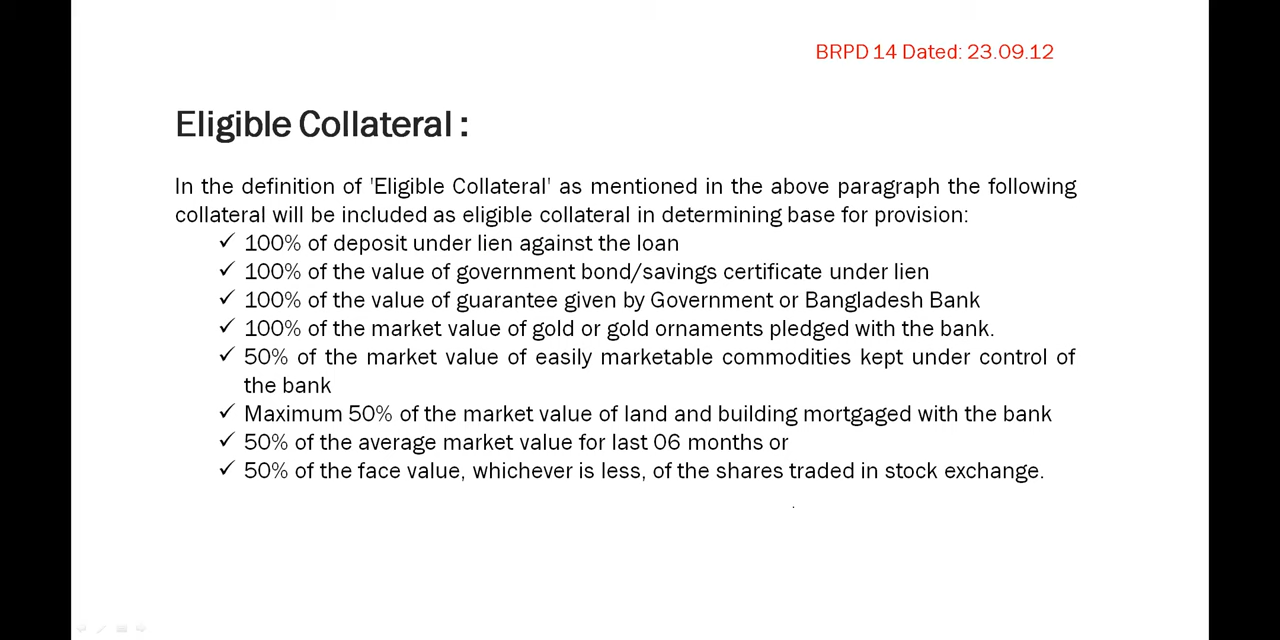 BRPD 14 Dated: 23.09.12
Eligible Collateral :
In the definition of 'Eligible Collateral' as mentioned in the above paragraph the following
collateral will be included as eligible collateral in determining base for provision:
✓ 100% of deposit under lien against the loan
✓ 100% of the value of government bond/savings certificate under lien
✓ 100% of the value of guarantee given by Government or Bangladesh Bank
✓ 100% of the market value of gold or gold ornaments pledged with the bank.
✓ 50% of the market value of easily marketable commodities kept under control of
the bank
✓ Maximum 50% of the market value of land and building mortgaged with the bank
✓ 50% of the average market value for last 06 months or
✓ 50% of the face value, whichever is less, of the shares traded in stock exchange.